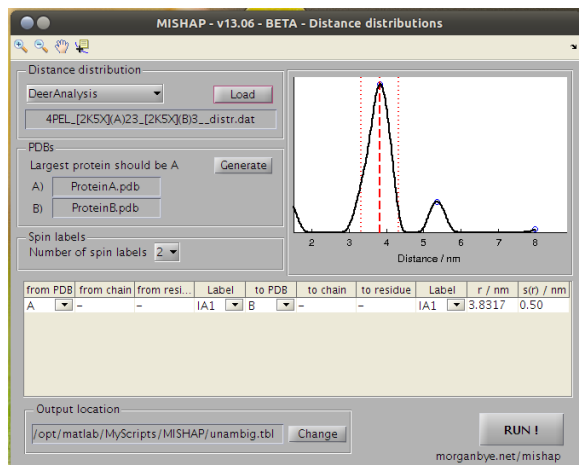 MISHAP - v13.06 - BETA - Distance distributions
Distance distribution
DeerAnalysis Load
4PEL_[2K5X](A)23_[2K5X](B)3__distr.dat
PDBs
Largest protein should be A Generate
A) ProteinA.pdb
B) ProteinB.pdb
Spin labels
Number of spin labels 2
2 3 4 5 6 7 8
Distance / nm
from PDB from chain from resi... Label to PDB to chain to residue Label r / nm s(r) / nm
A - - IA1 B - - IA1 3.8317 0.50
Output location
/opt/matlab/MyScripts/MISHAP/unambig.tbl Change
RUN !
morganbye.net/mishap